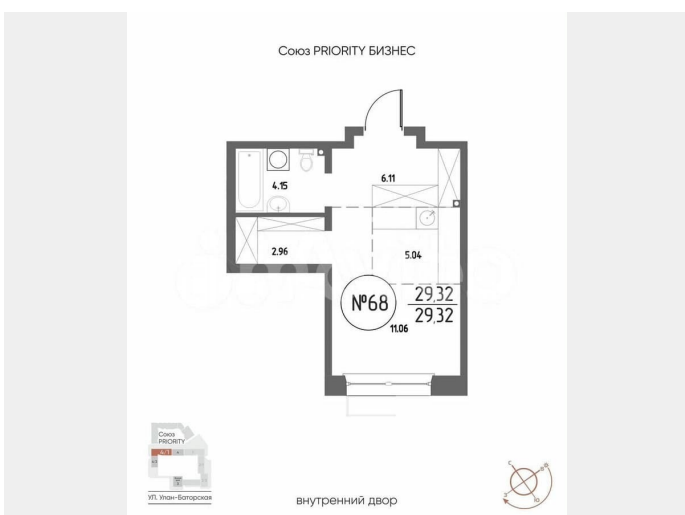 Союз PRIORITY БИЗНЕС
4.15
6.11
2.96
5.04
№68
29,32
29,32
11.06
Союз
PRIORITY
УЛ. Улан-Баторская
внутренний двор
С
В
З
Ю